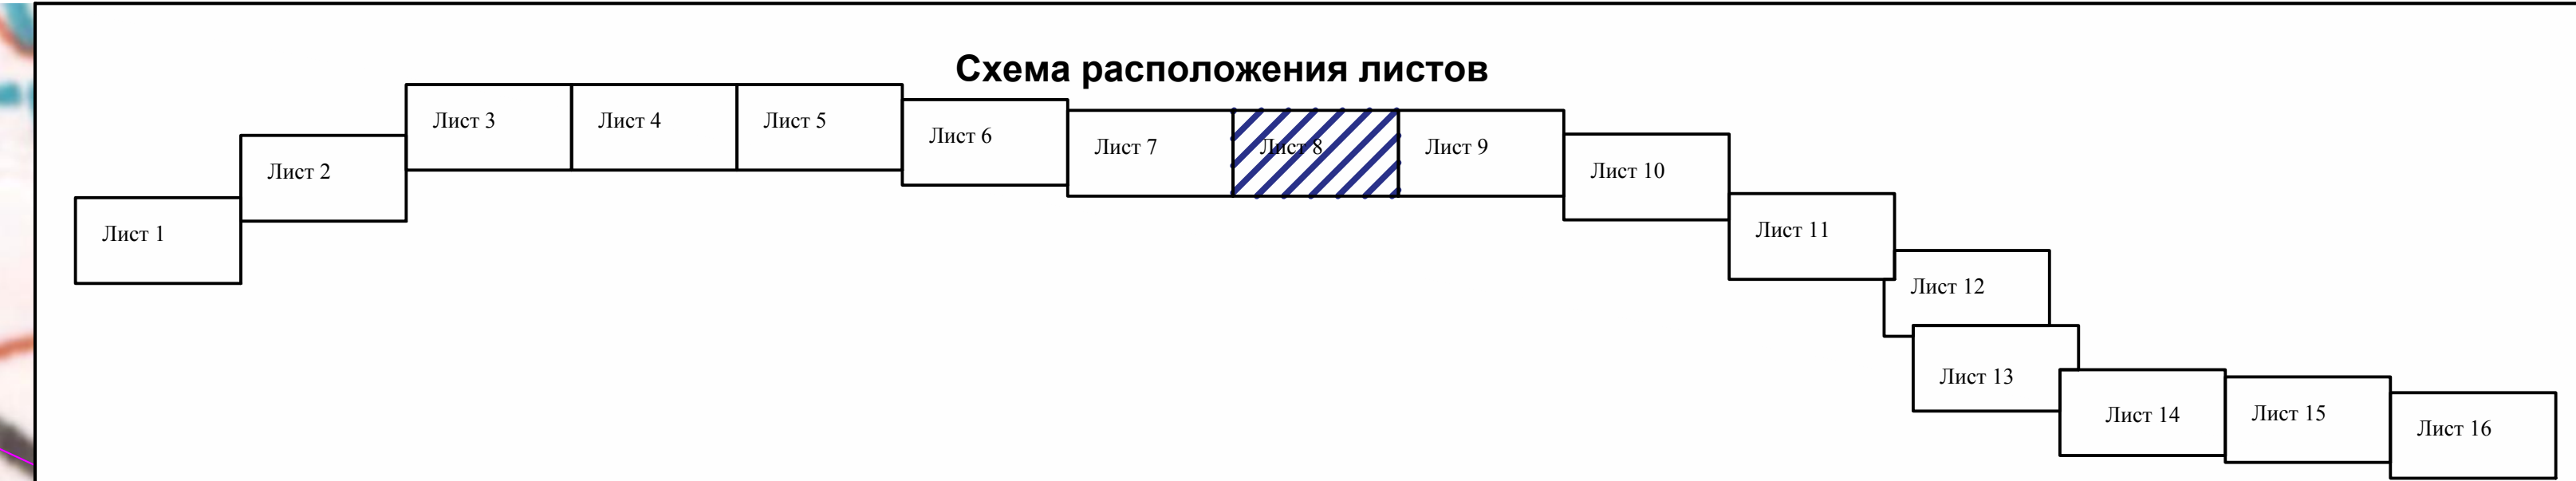 Схема расположения листов
Лист 1
Лист 2
Лист 3
Лист 4
Лист 5
Лист 6
Лист 7
Лист 8
Лист 9
Лист 10
Лист 11
Лист 12
Лист 13
Лист 14
Лист 15
Лист 16